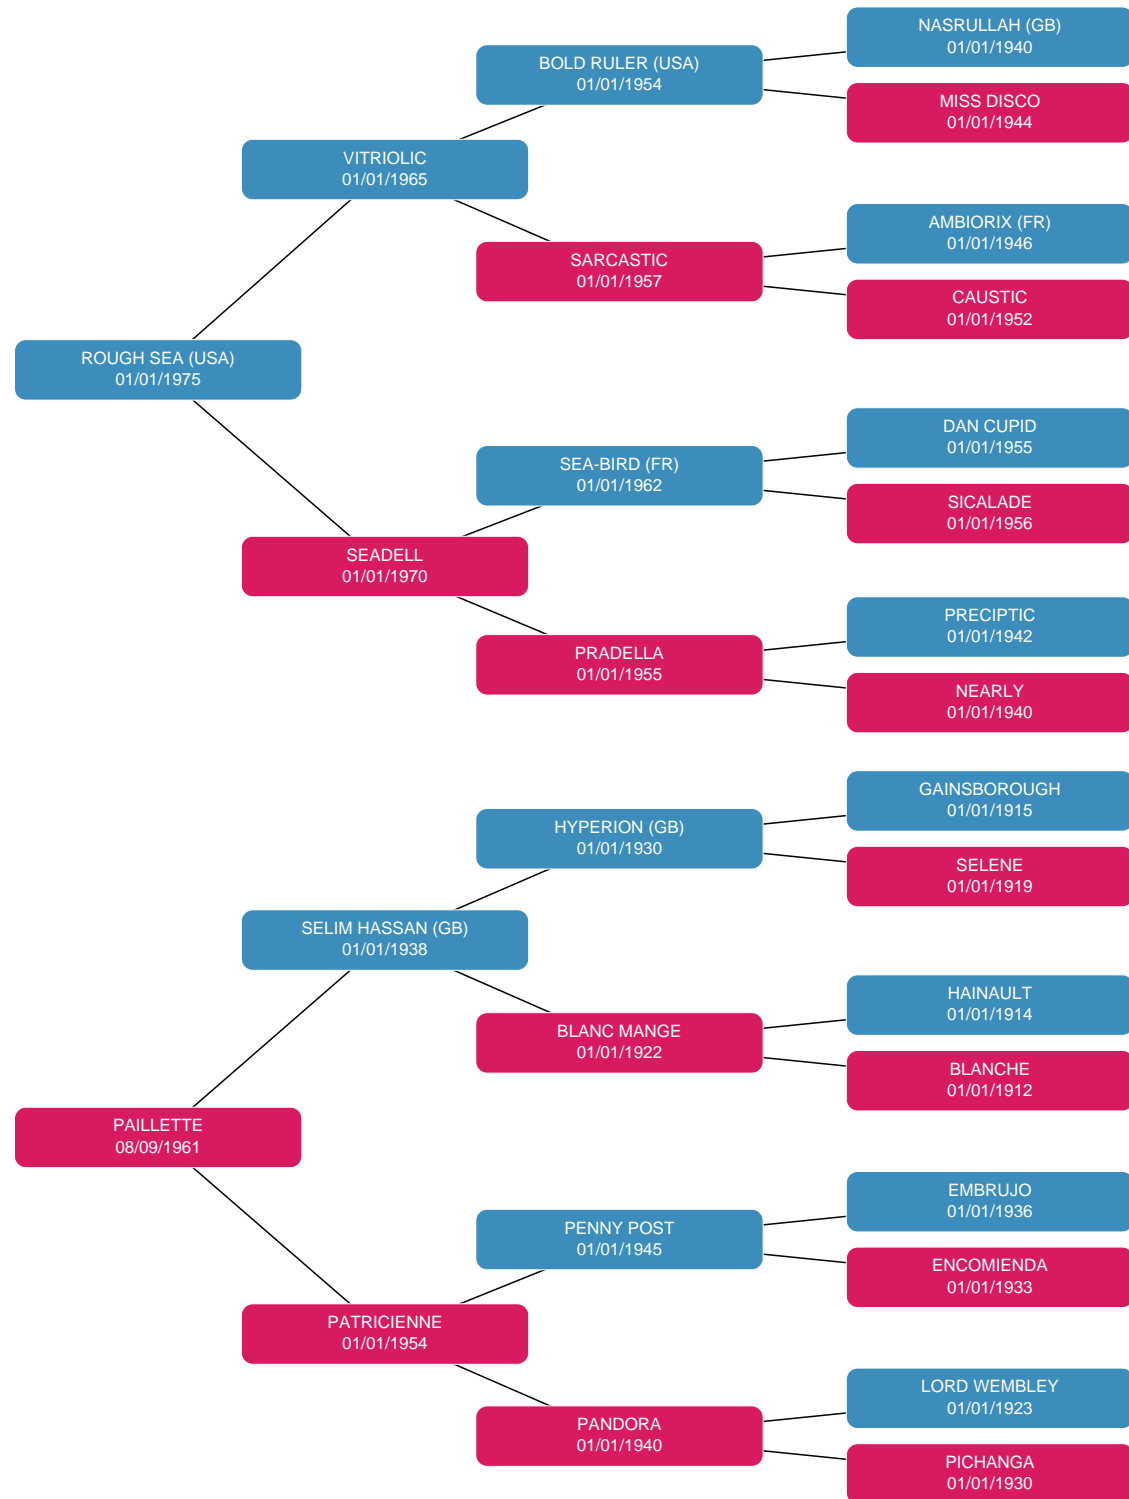 NASRULLAH (GB)
01/01/1940
BOLD RULER (USA)
01/01/1954
MISS DISCO
01/01/1944
VITRIOLIC
01/01/1965
AMBIORIX (FR)
01/01/1946
SARCASTIC
01/01/1957
CAUSTIC
01/01/1952
ROUGH SEA (USA)
01/01/1975
DAN CUPID
01/01/1955
SEA-BIRD (FR)
01/01/1962
SICALADE
01/01/1956
SEADELL
01/01/1970
PRECIPTIC
01/01/1942
PRADELLA
01/01/1955
NEARLY
01/01/1940
GAINSBOROUGH
01/01/1915
HYPERION (GB)
01/01/1930
SELENE
01/01/1919
SELIM HASSAN (GB)
01/01/1938
HAINAULT
01/01/1914
BLANC MANGE
01/01/1922
BLANCHE
01/01/1912
PAILLETTE
08/09/1961
EMBRUJO
01/01/1936
PENNY POST
01/01/1945
ENCOMIENDA
01/01/1933
PATRICIENNE
01/01/1954
LORD WEMBLEY
01/01/1923
PANDORA
01/01/1940
PICHANGA
01/01/1930